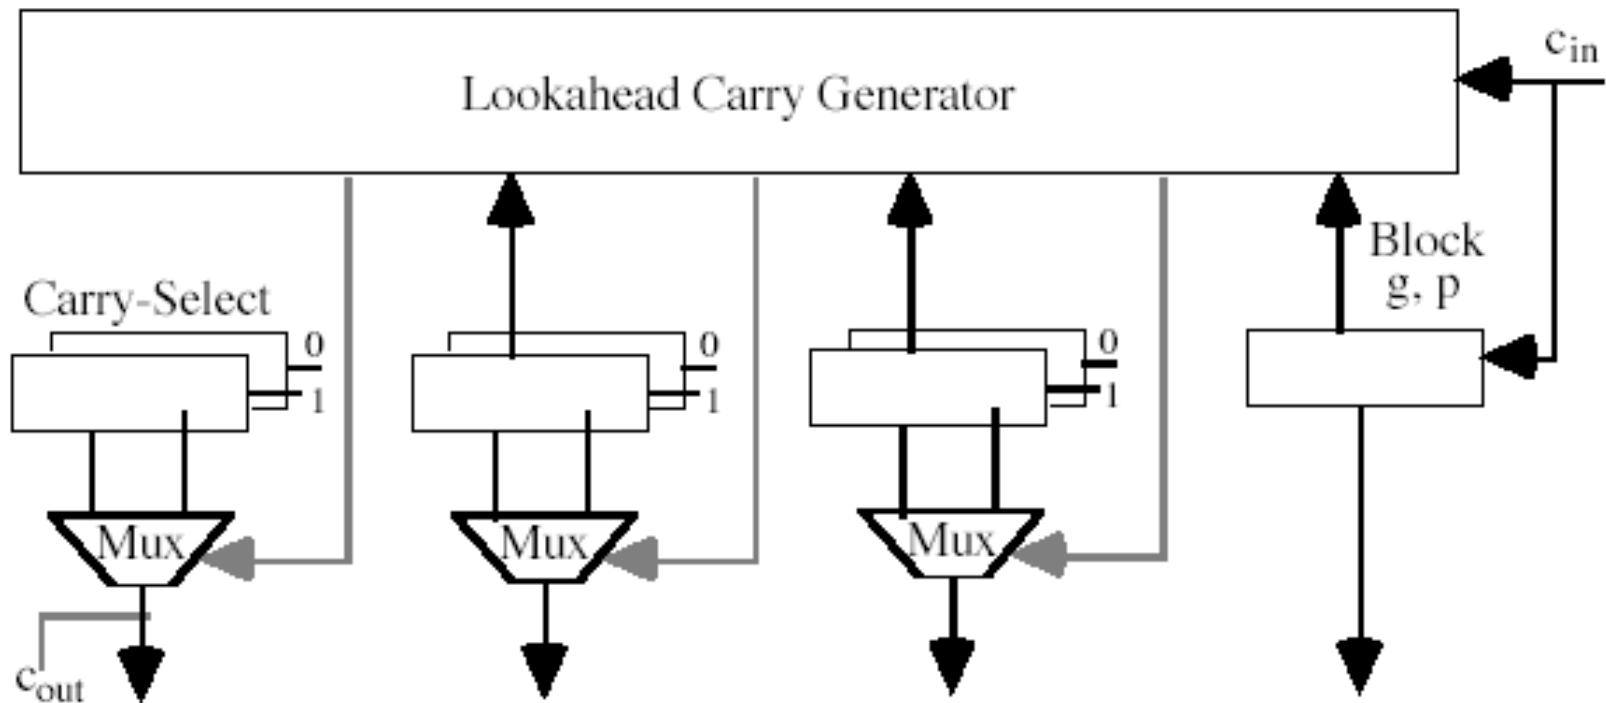 c_in
Lookahead Carry Generator
Block
g, p
Carry-Select
0
1
0
1
0
1
Mux
Mux
Mux
c_out